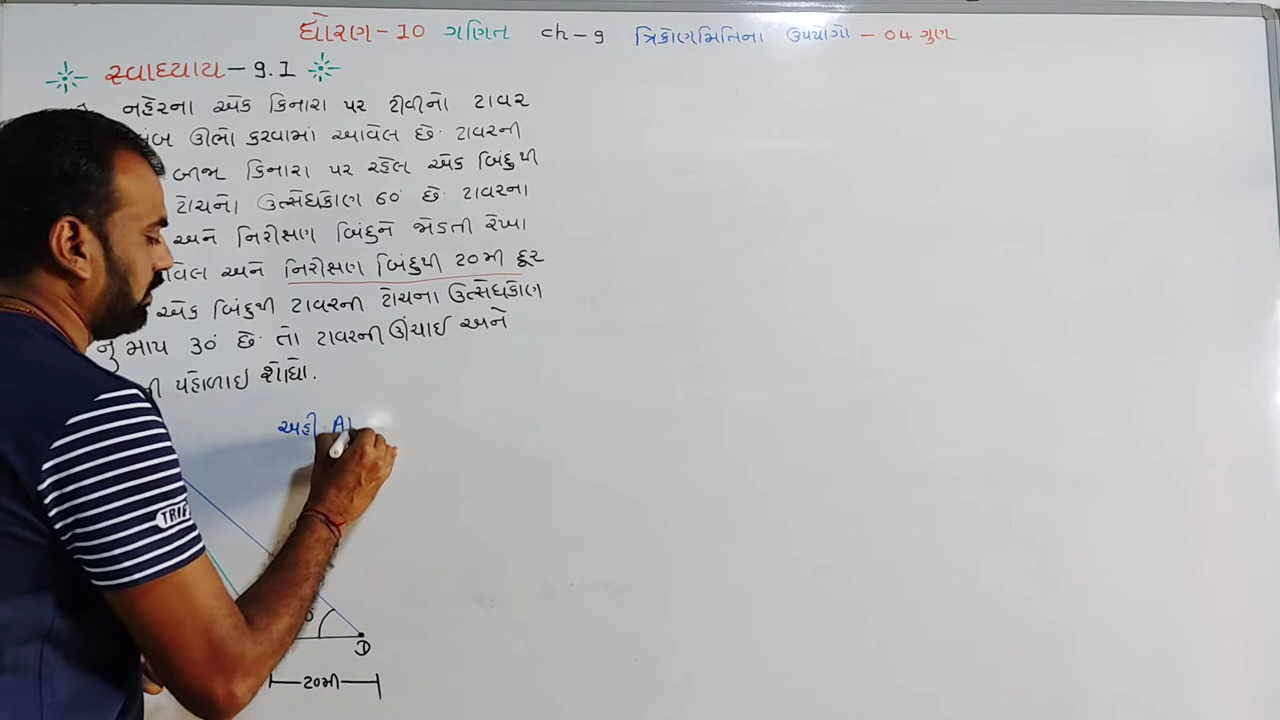 ધોરણ-10 ગણિત ch-9 ત્રિકોણમિતિના ઉપયોગો - 04 ગુણ
સ્વાધ્યાય-9.1
નહેરના એક કિનારા પર ટીવીનો ટાવર
ઊભો કરવામાં આવેલ છે. ટાવરની
બીજા કિનારા પર રહેલ એક બિંદુથી
ટોચનો ઉત્સેધકોણ 60° છે. ટાવરના
અને નિરીક્ષણ બિંદુને જોડતી રેખા
અને નિરીક્ષણ બિંદુથી 20મી દૂર
એક બિંદુથી ટાવરની ટોચના ઉત્સેધકોણ
નું માપ 30° છે. તો ટાવરની ઊંચાઈ અને
પહોળાઈ શોધો.
અહીં A
D
20મી